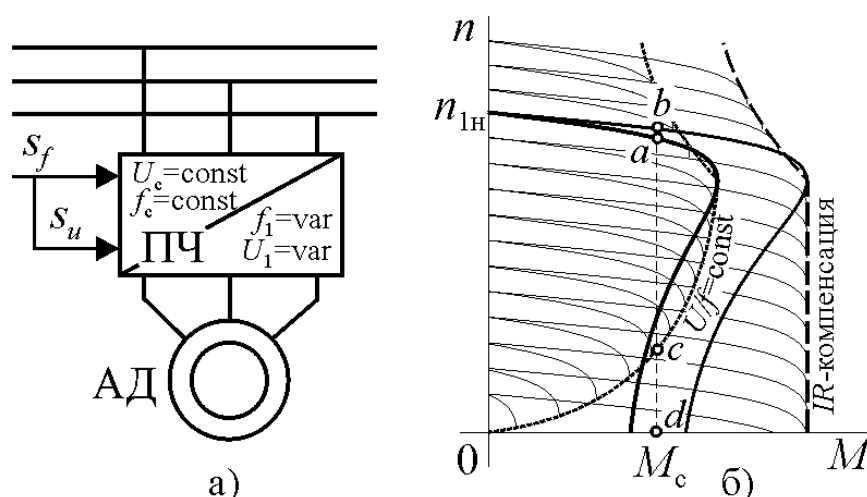 s_f
s_u
U_c=const
f_c=const
f_1=var
U_1=var
ПЧ
АД
а)
n
n_1н
b
a
U/f=const
c
d
IR-компенсация
0
M_c
M
б)